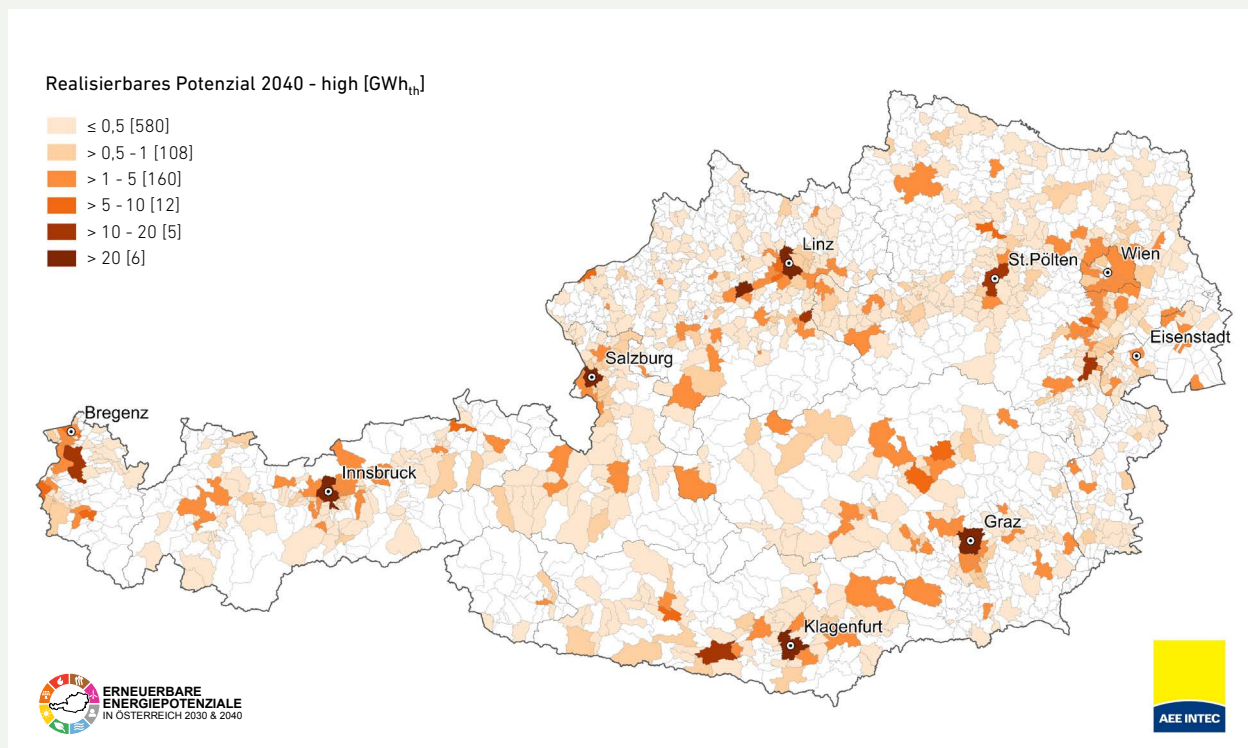 Realisierbares Potenzial 2040 - high [GWhth]
≤ 0,5 [580]
> 0,5 - 1 [108]
> 1 - 5 [160]
> 5 - 10 [12]
> 10 - 20 [5]
> 20 [6]
Linz
St.Pölten
Wien
Eisenstadt
Salzburg
Bregenz
Innsbruck
Graz
Klagenfurt
ERNEUERBARE
ENERGIEPOTENZIALE
IN ÖSTERREICH 2030 & 2040
AEE INTEC